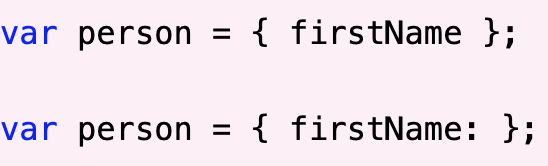 var person = { firstName };
var person = { firstName: };